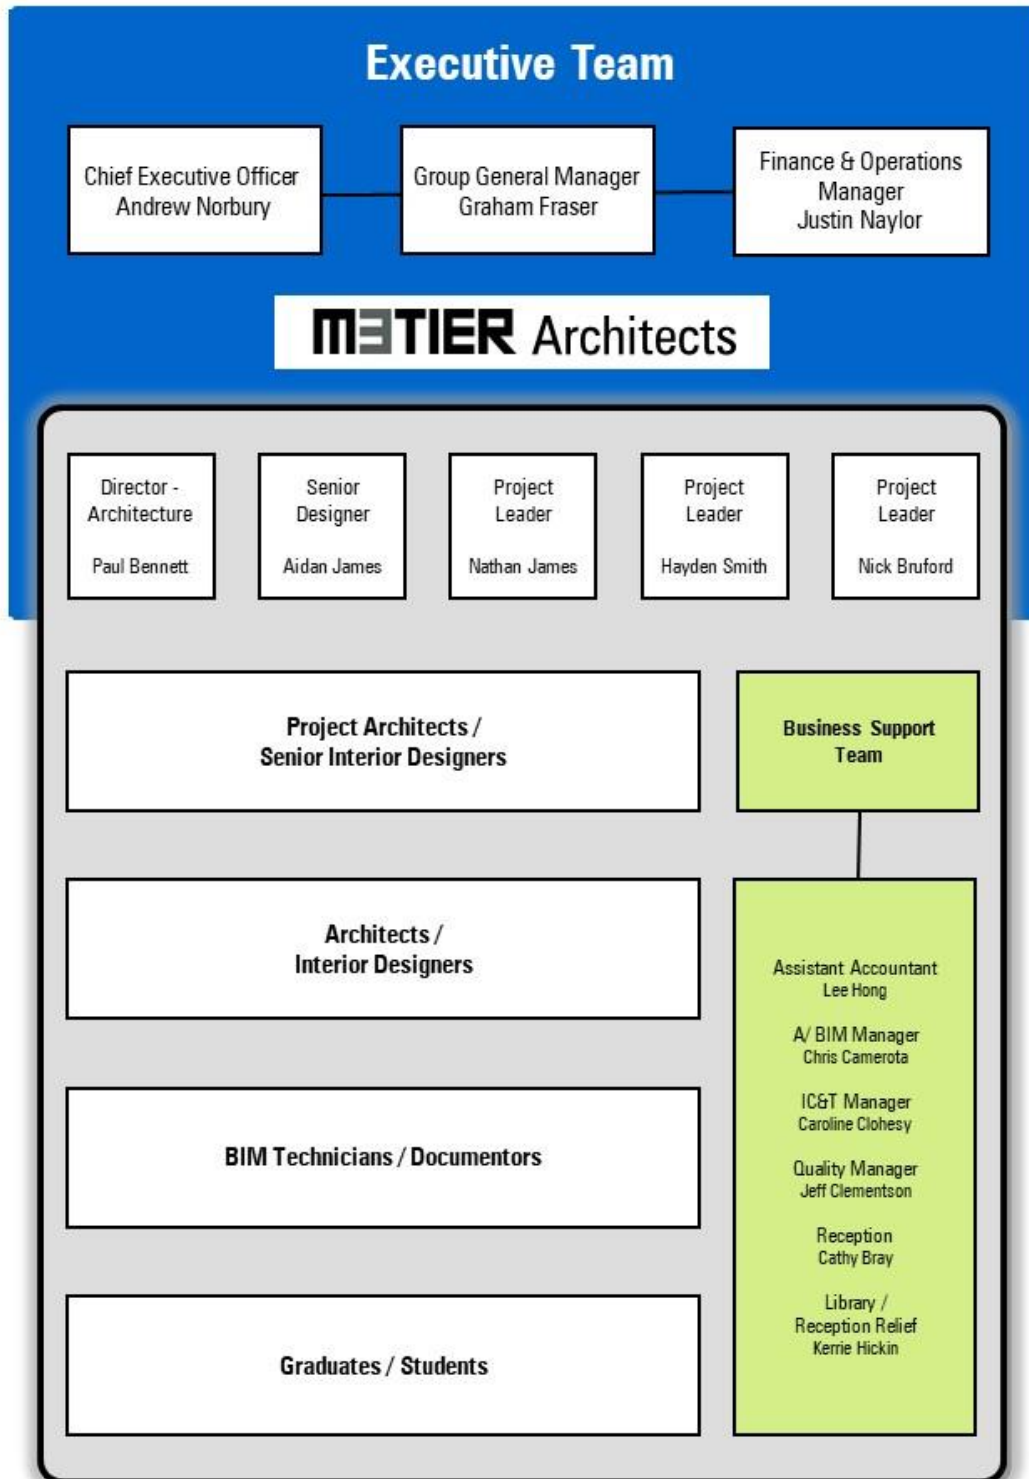 Executive Team
Chief Executive Officer
Andrew Norbury
Group General Manager
Graham Fraser
Finance & Operations
Manager
Justin Naylor
MƎTIER Architects
Director -
Architecture
Paul Bennett
Senior
Designer
Aidan James
Project
Leader
Nathan James
Project
Leader
Hayden Smith
Project
Leader
Nick Bruford
Project Architects /
Senior Interior Designers
Business Support
Team
Architects /
Interior Designers
BIM Technicians / Documentors
Graduates / Students
Assistant Accountant
Lee Hong
A/ BIM Manager
Chris Camerota
IC&T Manager
Caroline Clohesy
Quality Manager
Jeff Clementson
Reception
Cathy Bray
Library /
Reception Relief
Kerrie Hickin